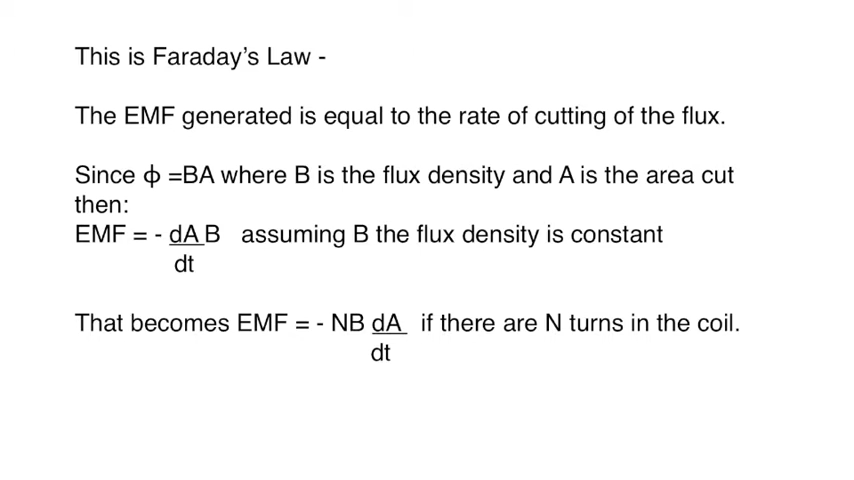 This is Faraday’s Law -
The EMF generated is equal to the rate of cutting of the flux.
Since ϕ =BA where B is the flux density and A is the area cut
then:
EMF = - dA B assuming B the flux density is constant
dt
That becomes EMF = - NB dA if there are N turns in the coil.
dt